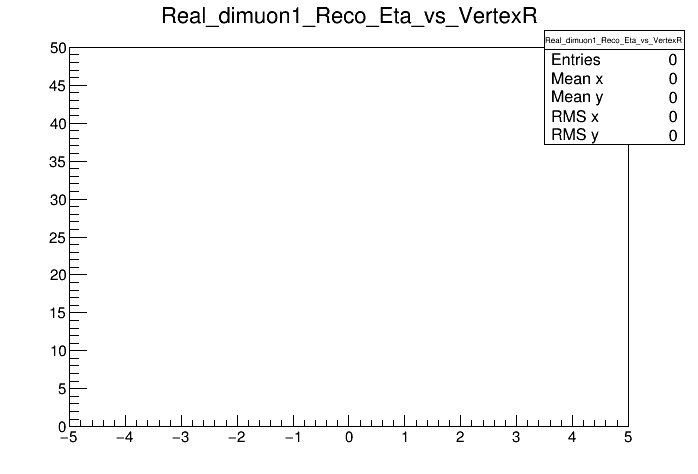 Real_dimuon1_Reco_Eta_vs_VertexR
Real_dimuon1_Reco_Eta_vs_VertexR
Entries 0
Mean x 0
Mean y 0
RMS x 0
RMS y 0
50
45
40
35
30
25
20
15
10
5
0
−5 −4 −3 −2 −1 0 1 2 3 4 5